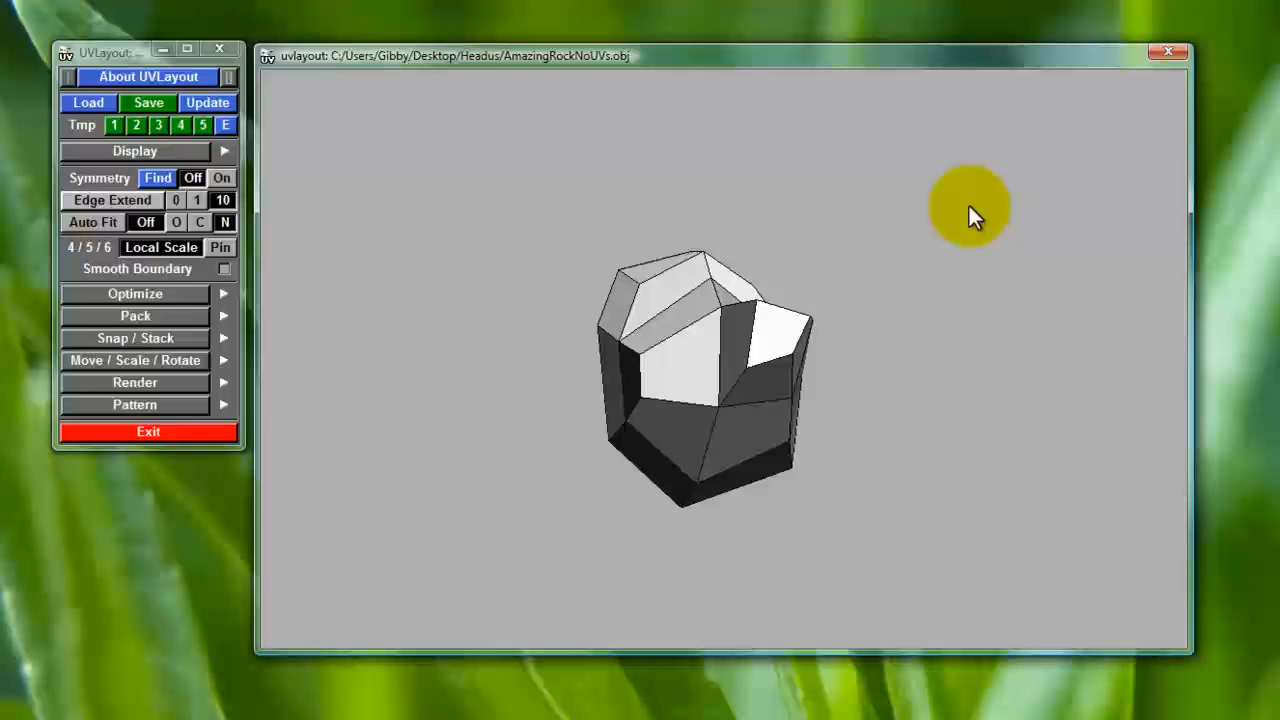 UVLayout: ...
About UVLayout
Load Save Update
Tmp 1 2 3 4 5 E
Display
Symmetry Find Off On
Edge Extend 0 1 10
Auto Fit Off O C N
4 / 5 / 6 Local Scale Pin
Smooth Boundary
Optimize
Pack
Snap / Stack
Move / Scale / Rotate
Render
Pattern
Exit
uvlayout: C:/Users/Gibby/Desktop/Headus/AmazingRockNoUVs.obj